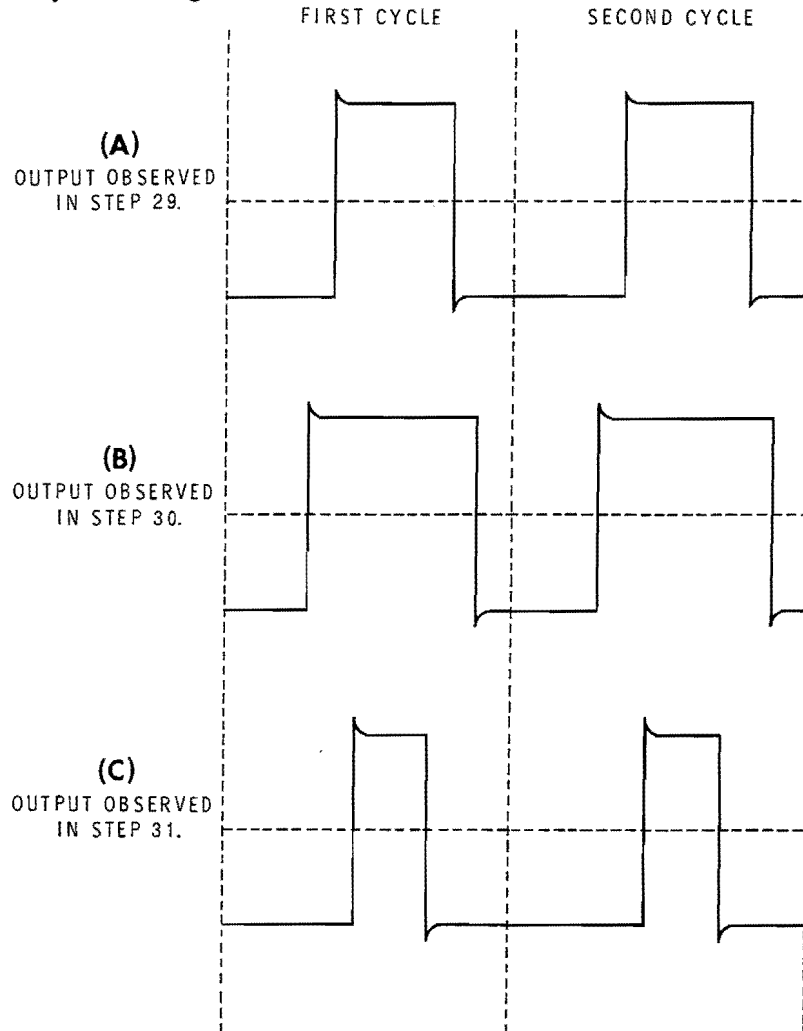 FIRST CYCLE
SECOND CYCLE
(A)
OUTPUT OBSERVED
IN STEP 29.
(B)
OUTPUT OBSERVED
IN STEP 30.
(C)
OUTPUT OBSERVED
IN STEP 31.